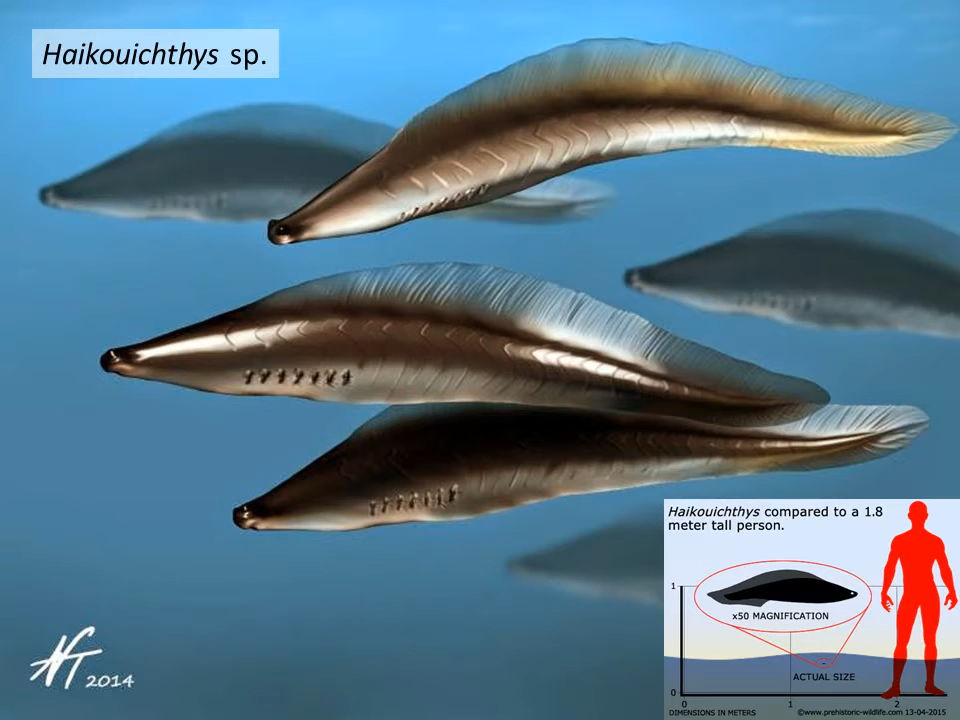 Haikouichthys sp.
Haikouichthys compared to a 1.8
meter tall person.
1
x50 MAGNIFICATION
ACTUAL SIZE
0
0 1 2
DIMENSIONS IN METERS ©www.prehistoric-wildlife.com 13-04-2015
NFT 2014